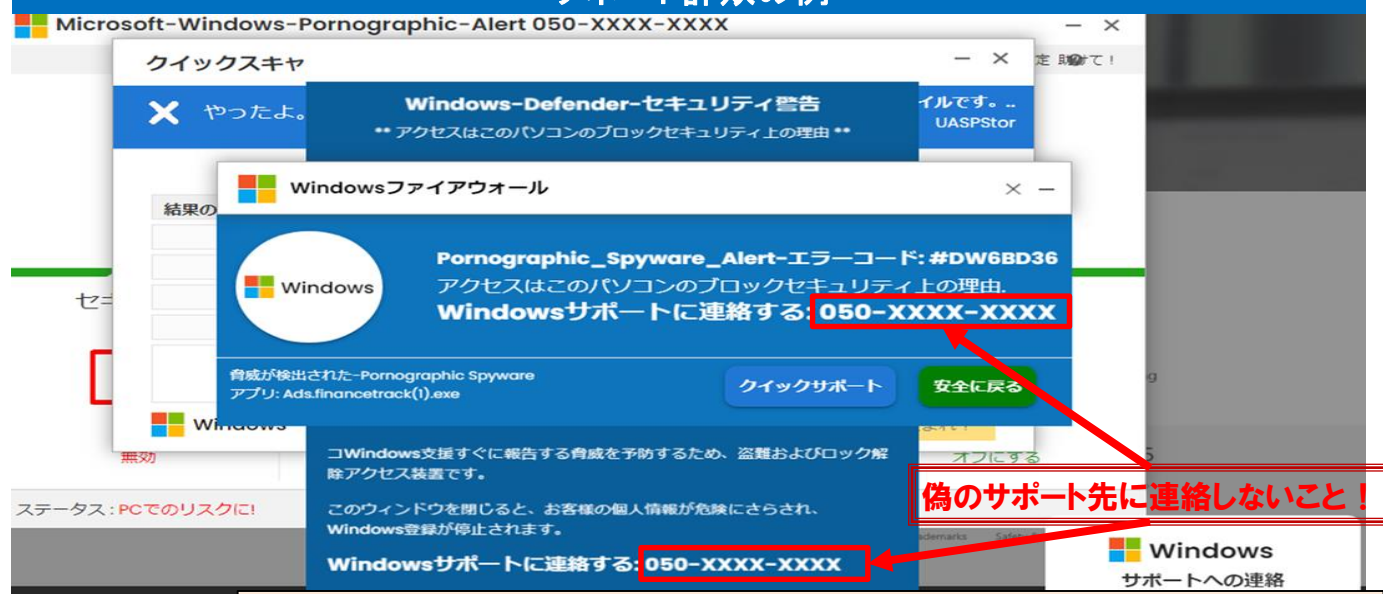 Microsoft-Windows-Pornographic-Alert 050-XXXX-XXXX
クイックスキャ
やったよ。
イルです。..
UASPStor
Windows-Defender-セキュリティ警告
** アクセスはこのパソコンのブロックセキュリティ上の理由 **
Windowsファイアウォール
結果の
Windows
Pornographic_Spyware_Alert-エラーコード: #DW6BD36
アクセスはこのパソコンのブロックセキュリティ上の理由.
Windowsサポートに連絡する: 050-XXXX-XXXX
セキ
脅威が検出された-Pornographic Spyware
アプリ: Ads.financetrack(1).exe
クイックサポート
安全に戻る
Windows
無効
オフにする
コWindows支援すぐに報告する脅威を予防するため、盗難およびロック解
除アクセス装置です。
偽のサポート先に連絡しないこと!
ステータス : PCでのリスクに!
このウィンドウを閉じると、お客様の個人情報が危険にさらされ、
Windows登録が停止されます。
Windowsサポートに連絡する: 050-XXXX-XXXX
Windows
サポートへの連絡